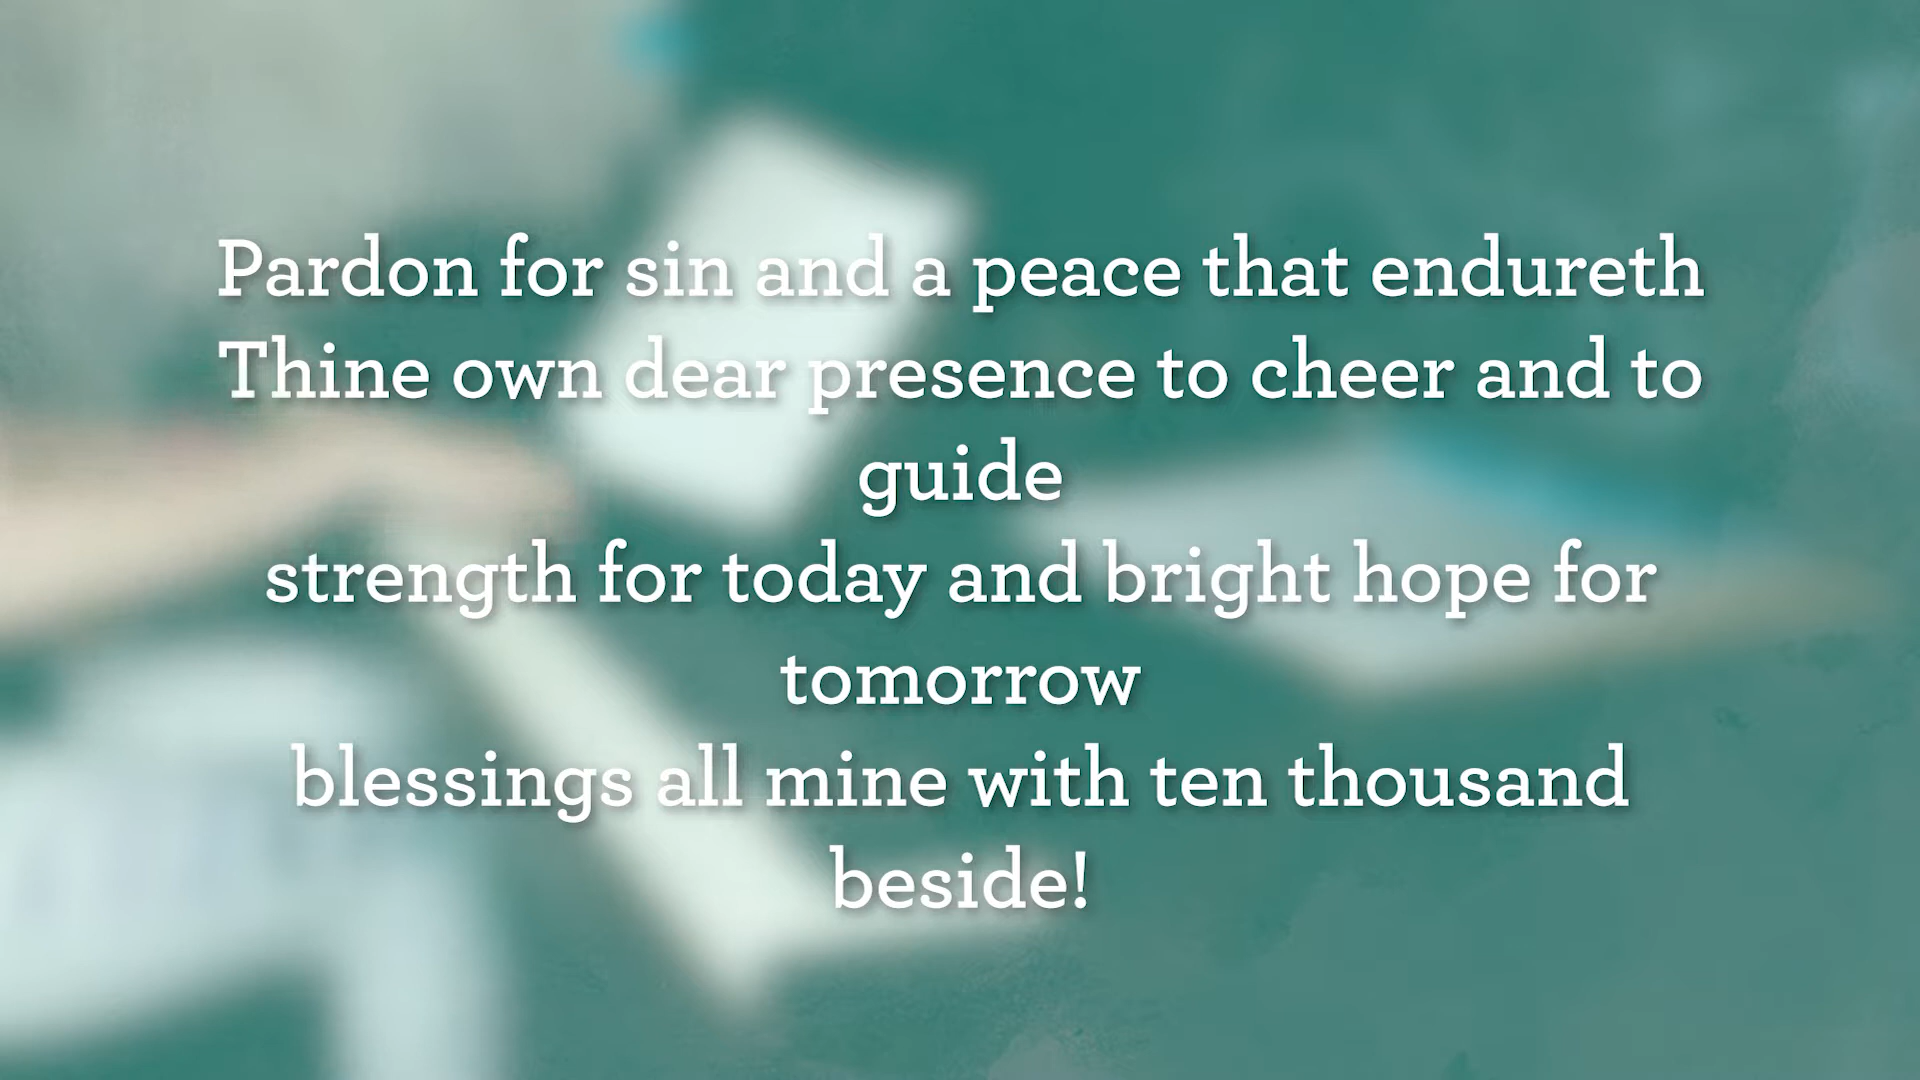 Pardon for sin and a peace that endureth
Thine own dear presence to cheer and to
guide
strength for today and bright hope for
tomorrow
blessings all mine with ten thousand
beside!